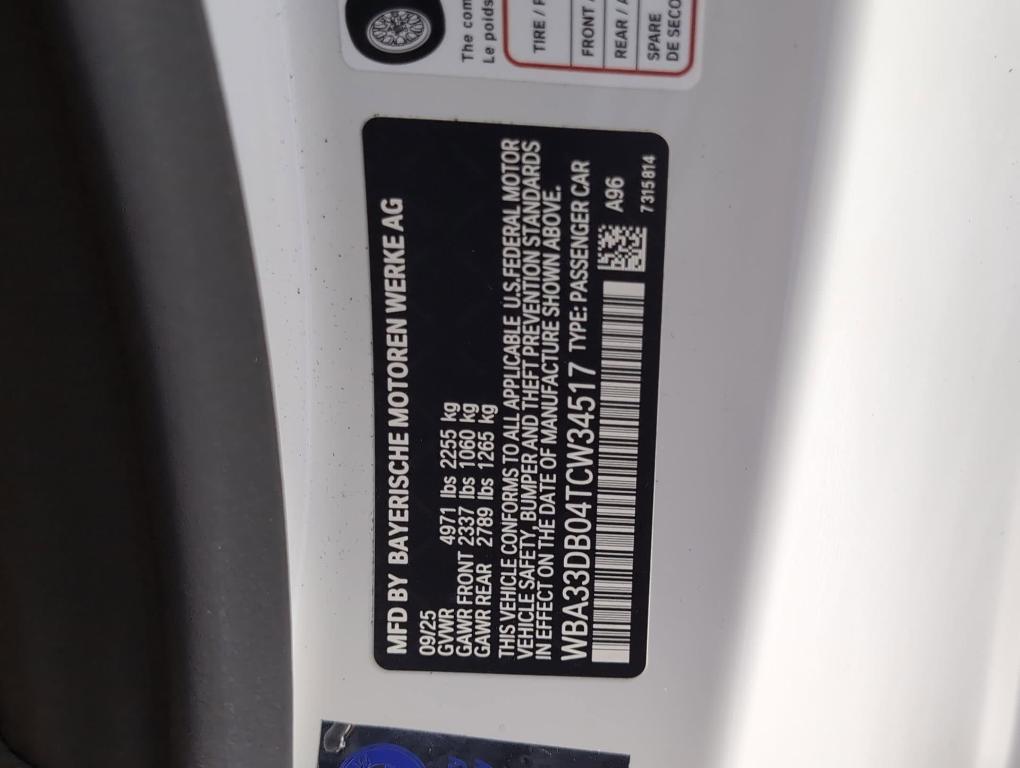 The com
Le poids
TIRE / P
FRONT
REAR / A
SPARE
DE SECO
MFD BY BAYERISCHE MOTOREN WERKE AG
09/25
GVWR 4971 lbs 2255 kg
GAWR FRONT 2337 lbs 1060 kg
GAWR REAR 2789 lbs 1265 kg
THIS VEHICLE CONFORMS TO ALL APPLICABLE U.S. FEDERAL MOTOR
VEHICLE SAFETY, BUMPER AND THEFT PREVENTION STANDARDS
IN EFFECT ON THE DATE OF MANUFACTURE SHOWN ABOVE.
WBA33DB04TCW34517 TYPE: PASSENGER CAR
A96
7315814